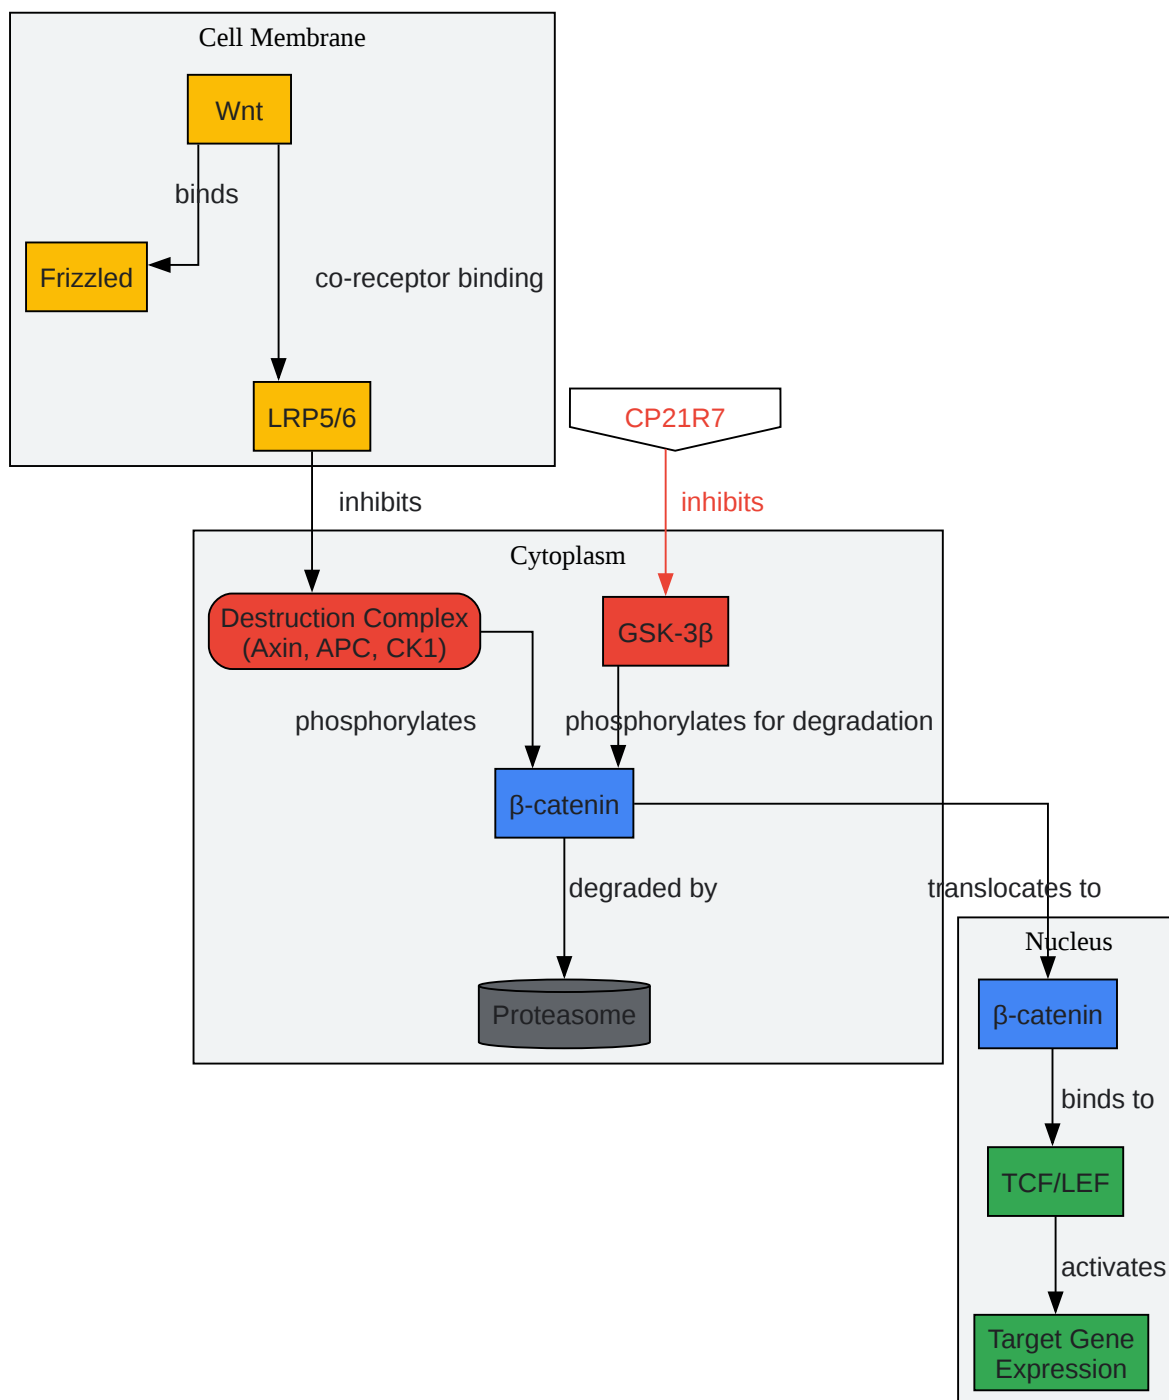 Cell Membrane
Wnt
binds
Frizzled
co-receptor binding
LRP5/6
CP21R7
inhibits
inhibits
Cytoplasm
Destruction Complex
(Axin, APC, CK1)
GSK-3β
phosphorylates
phosphorylates for degradation
β-catenin
degraded by
translocates to
Nucleus
Proteasome
β-catenin
binds to
TCF/LEF
activates
Target Gene
Expression